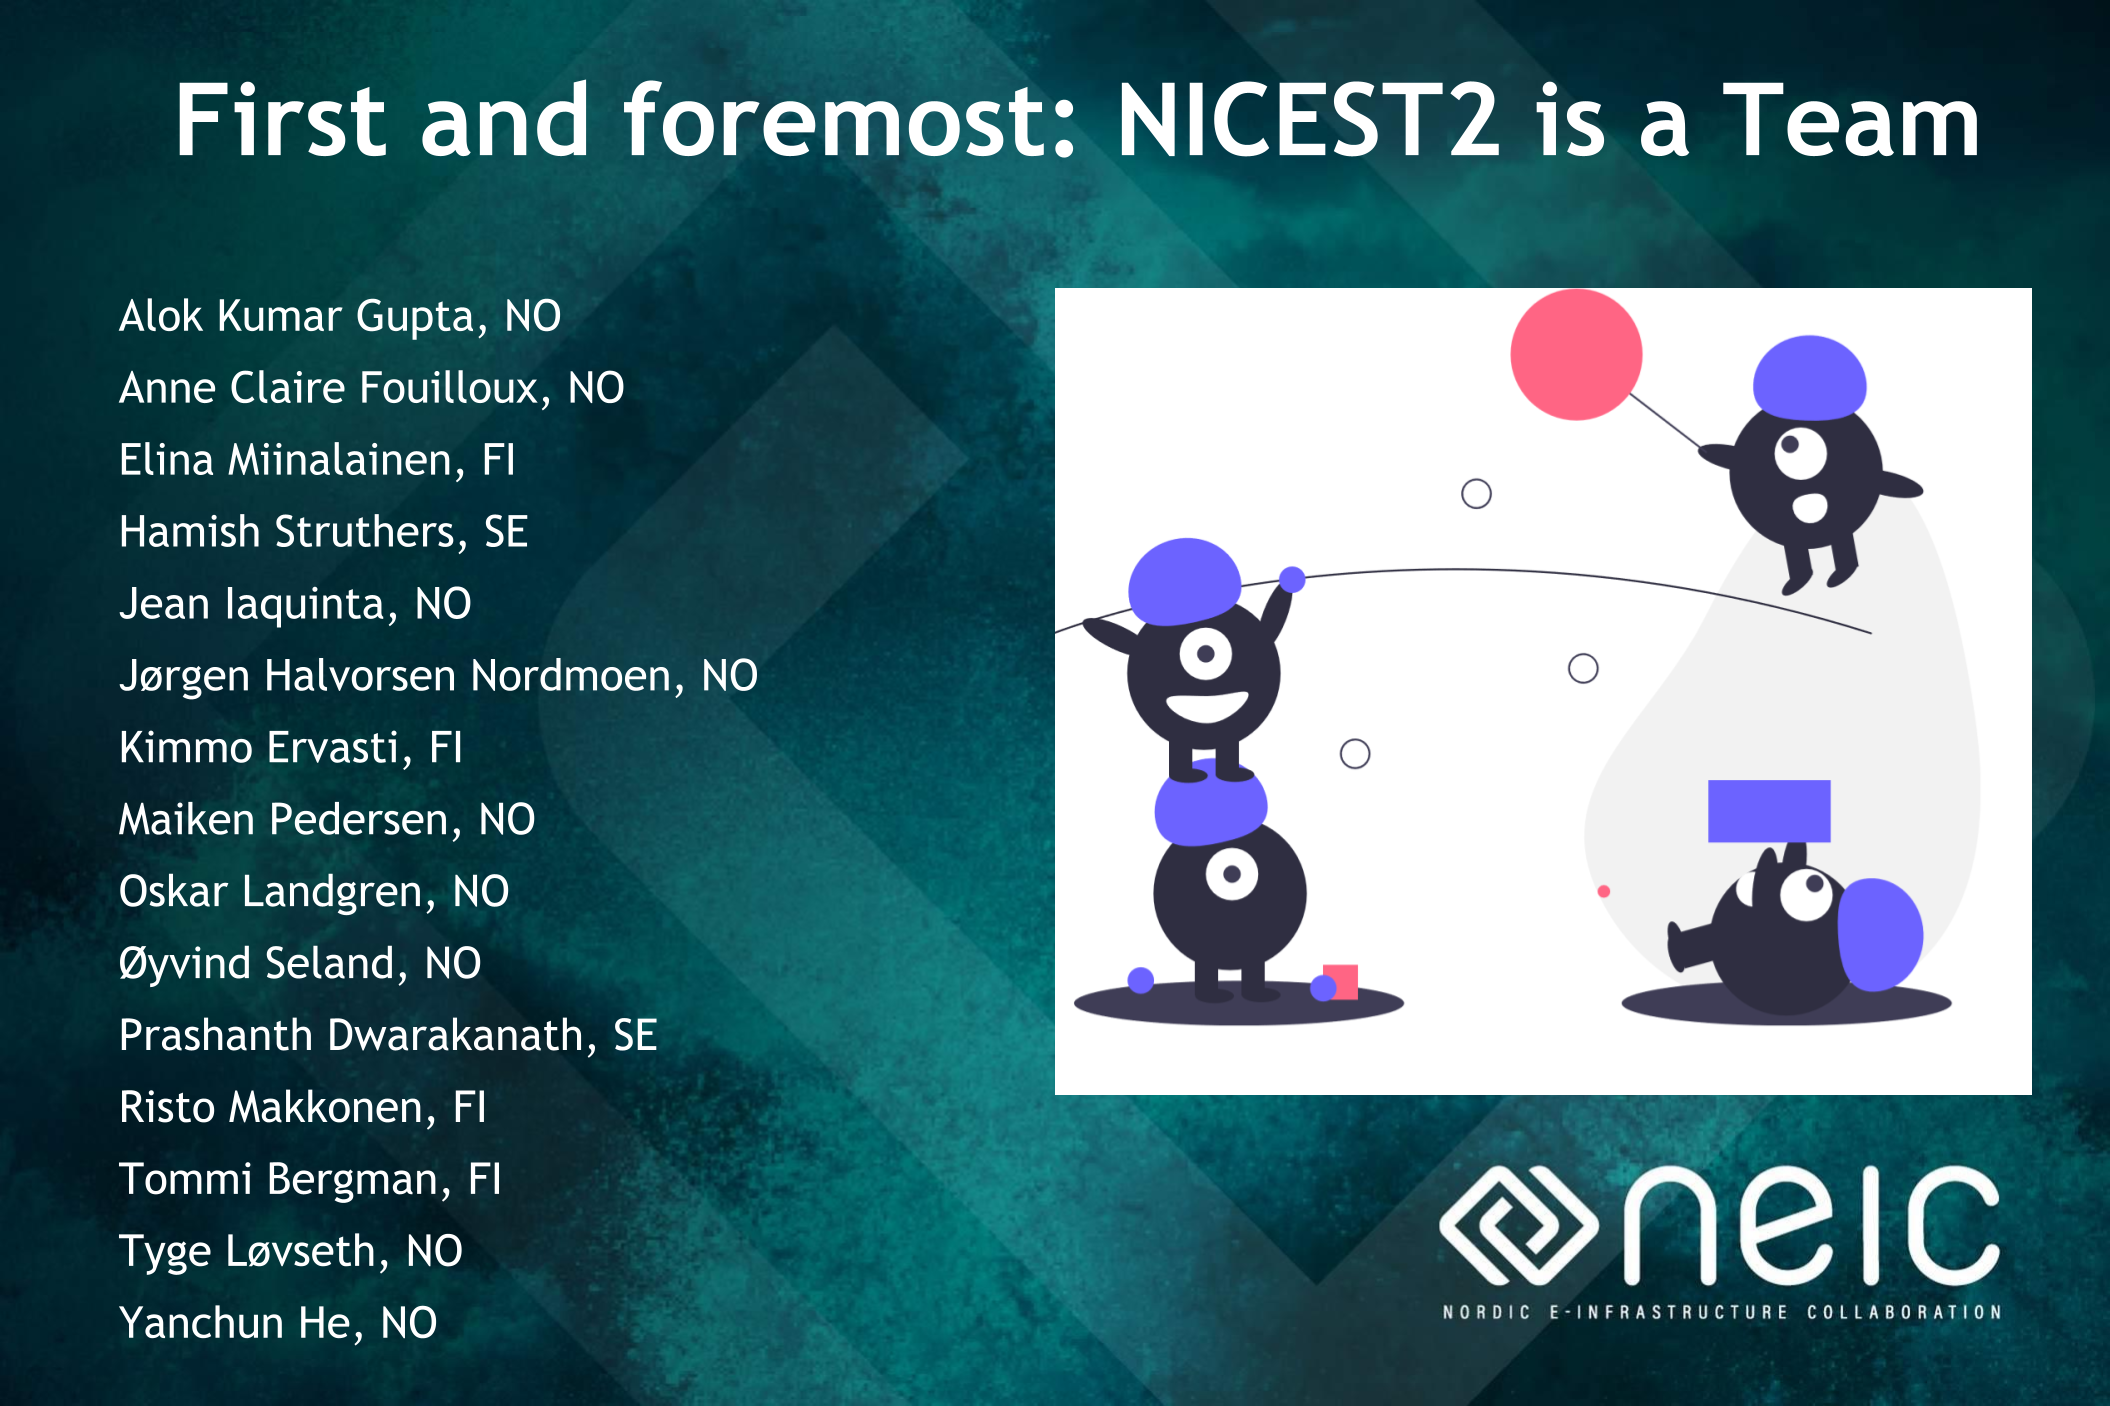 First and foremost: NICEST2 is a Team
Alok Kumar Gupta, NO
Anne Claire Fouilloux, NO
Elina Miinalainen, FI
Hamish Struthers, SE
Jean Iaquinta, NO
Jørgen Halvorsen Nordmoen, NO
Kimmo Ervasti, FI
Maiken Pedersen, NO
Oskar Landgren, NO
Øyvind Seland, NO
Prashanth Dwarakanath, SE
Risto Makkonen, FI
Tommi Bergman, FI
Tyge Løvseth, NO
Yanchun He, NO
neic
NORDIC E-INFRASTRUCTURE COLLABORATION